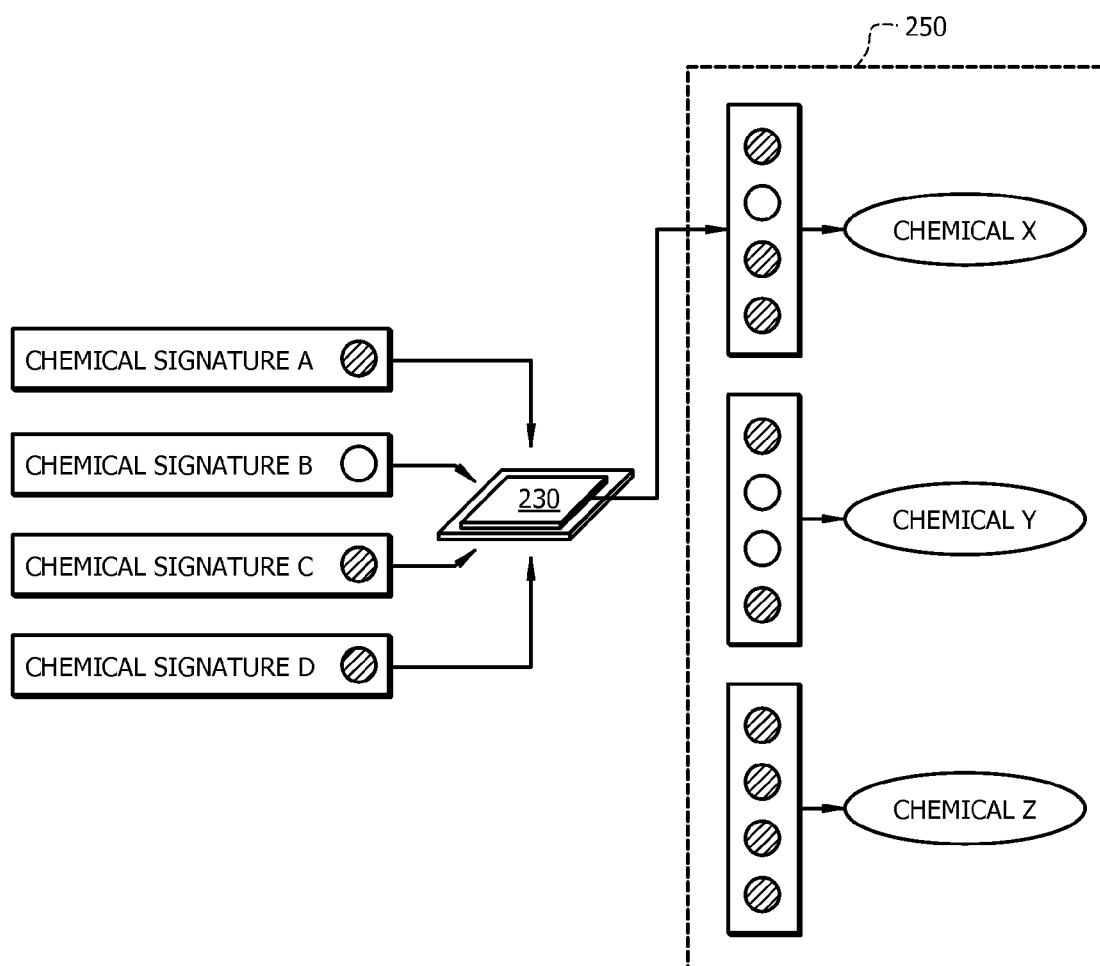 250
CHEMICAL X
CHEMICAL SIGNATURE A
CHEMICAL SIGNATURE B
230
CHEMICAL Y
CHEMICAL SIGNATURE C
CHEMICAL SIGNATURE D
CHEMICAL Z